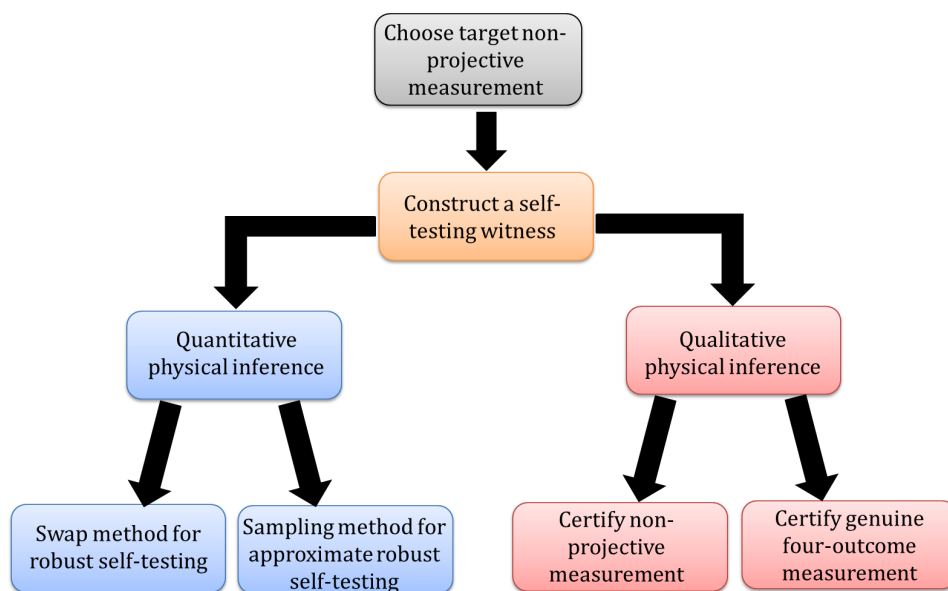 Choose target non-
projective
measurement
Construct a self-
testing witness
Quantitative
physical inference
Qualitative
physical inference
Swap method for
robust self-testing
Sampling method for
approximate robust
self-testing
Certify non-
projective
measurement
Certify genuine
four-outcome
measurement